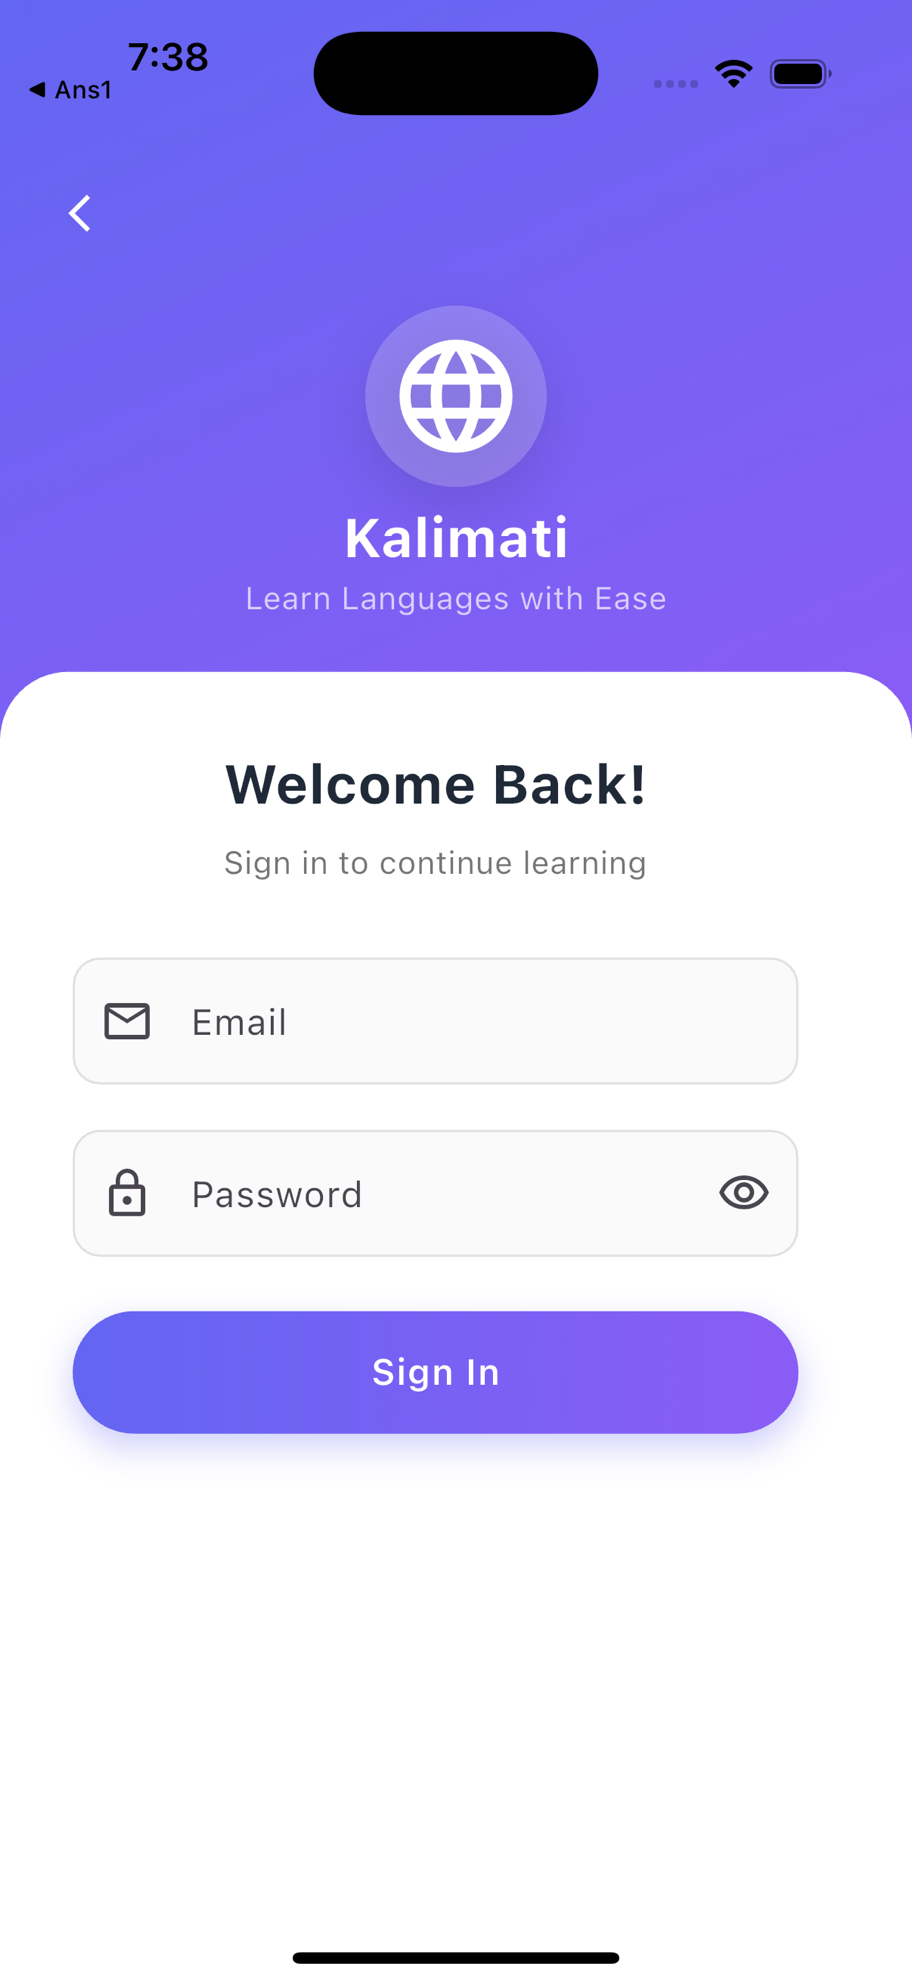 7:38
◀ Ans1
Kalimati
Learn Languages with Ease
Welcome Back!
Sign in to continue learning
Email
Password
Sign In